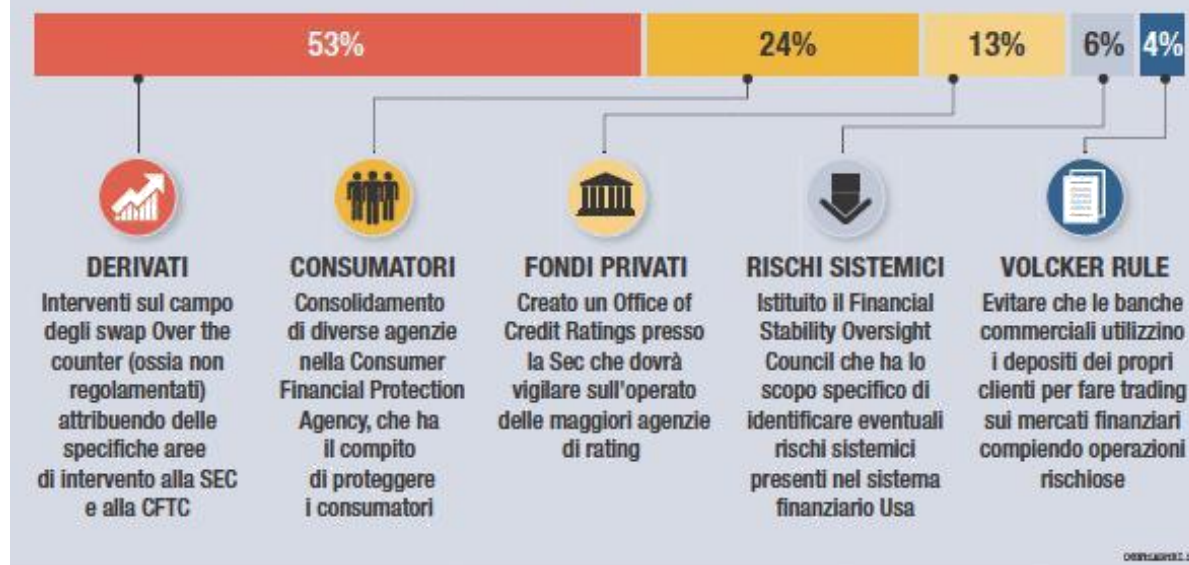 53%
24%
13%
6%
4%
DERIVATI
Interventi sul campo
degli swap Over the
counter (ossia non
regolamentati)
attribuendo delle
specifiche aree
di intervento alla SEC
e alla CFTC
CONSUMATORI
Consolidamento
di diverse agenzie
nella Consumer
Financial Protection
Agency, che ha
il compito
di proteggere
i consumatori
FONDI PRIVATI
Creato un Office of
Credit Ratings presso
la Sec che dovrà
vigilare sull'operato
delle maggiori agenzie
di rating
RISCHI SISTEMICI
Istituito il Financial
Stability Oversight
Council che ha lo
scopo specifico di
identificare eventuali
rischi sistemici
presenti nel sistema
finanziario Usa
VOLCKER RULE
Evitare che le banche
commerciali utilizzino
i depositi dei propri
clienti per fare trading
sui mercati finanziari
compiendo operazioni
rischiose